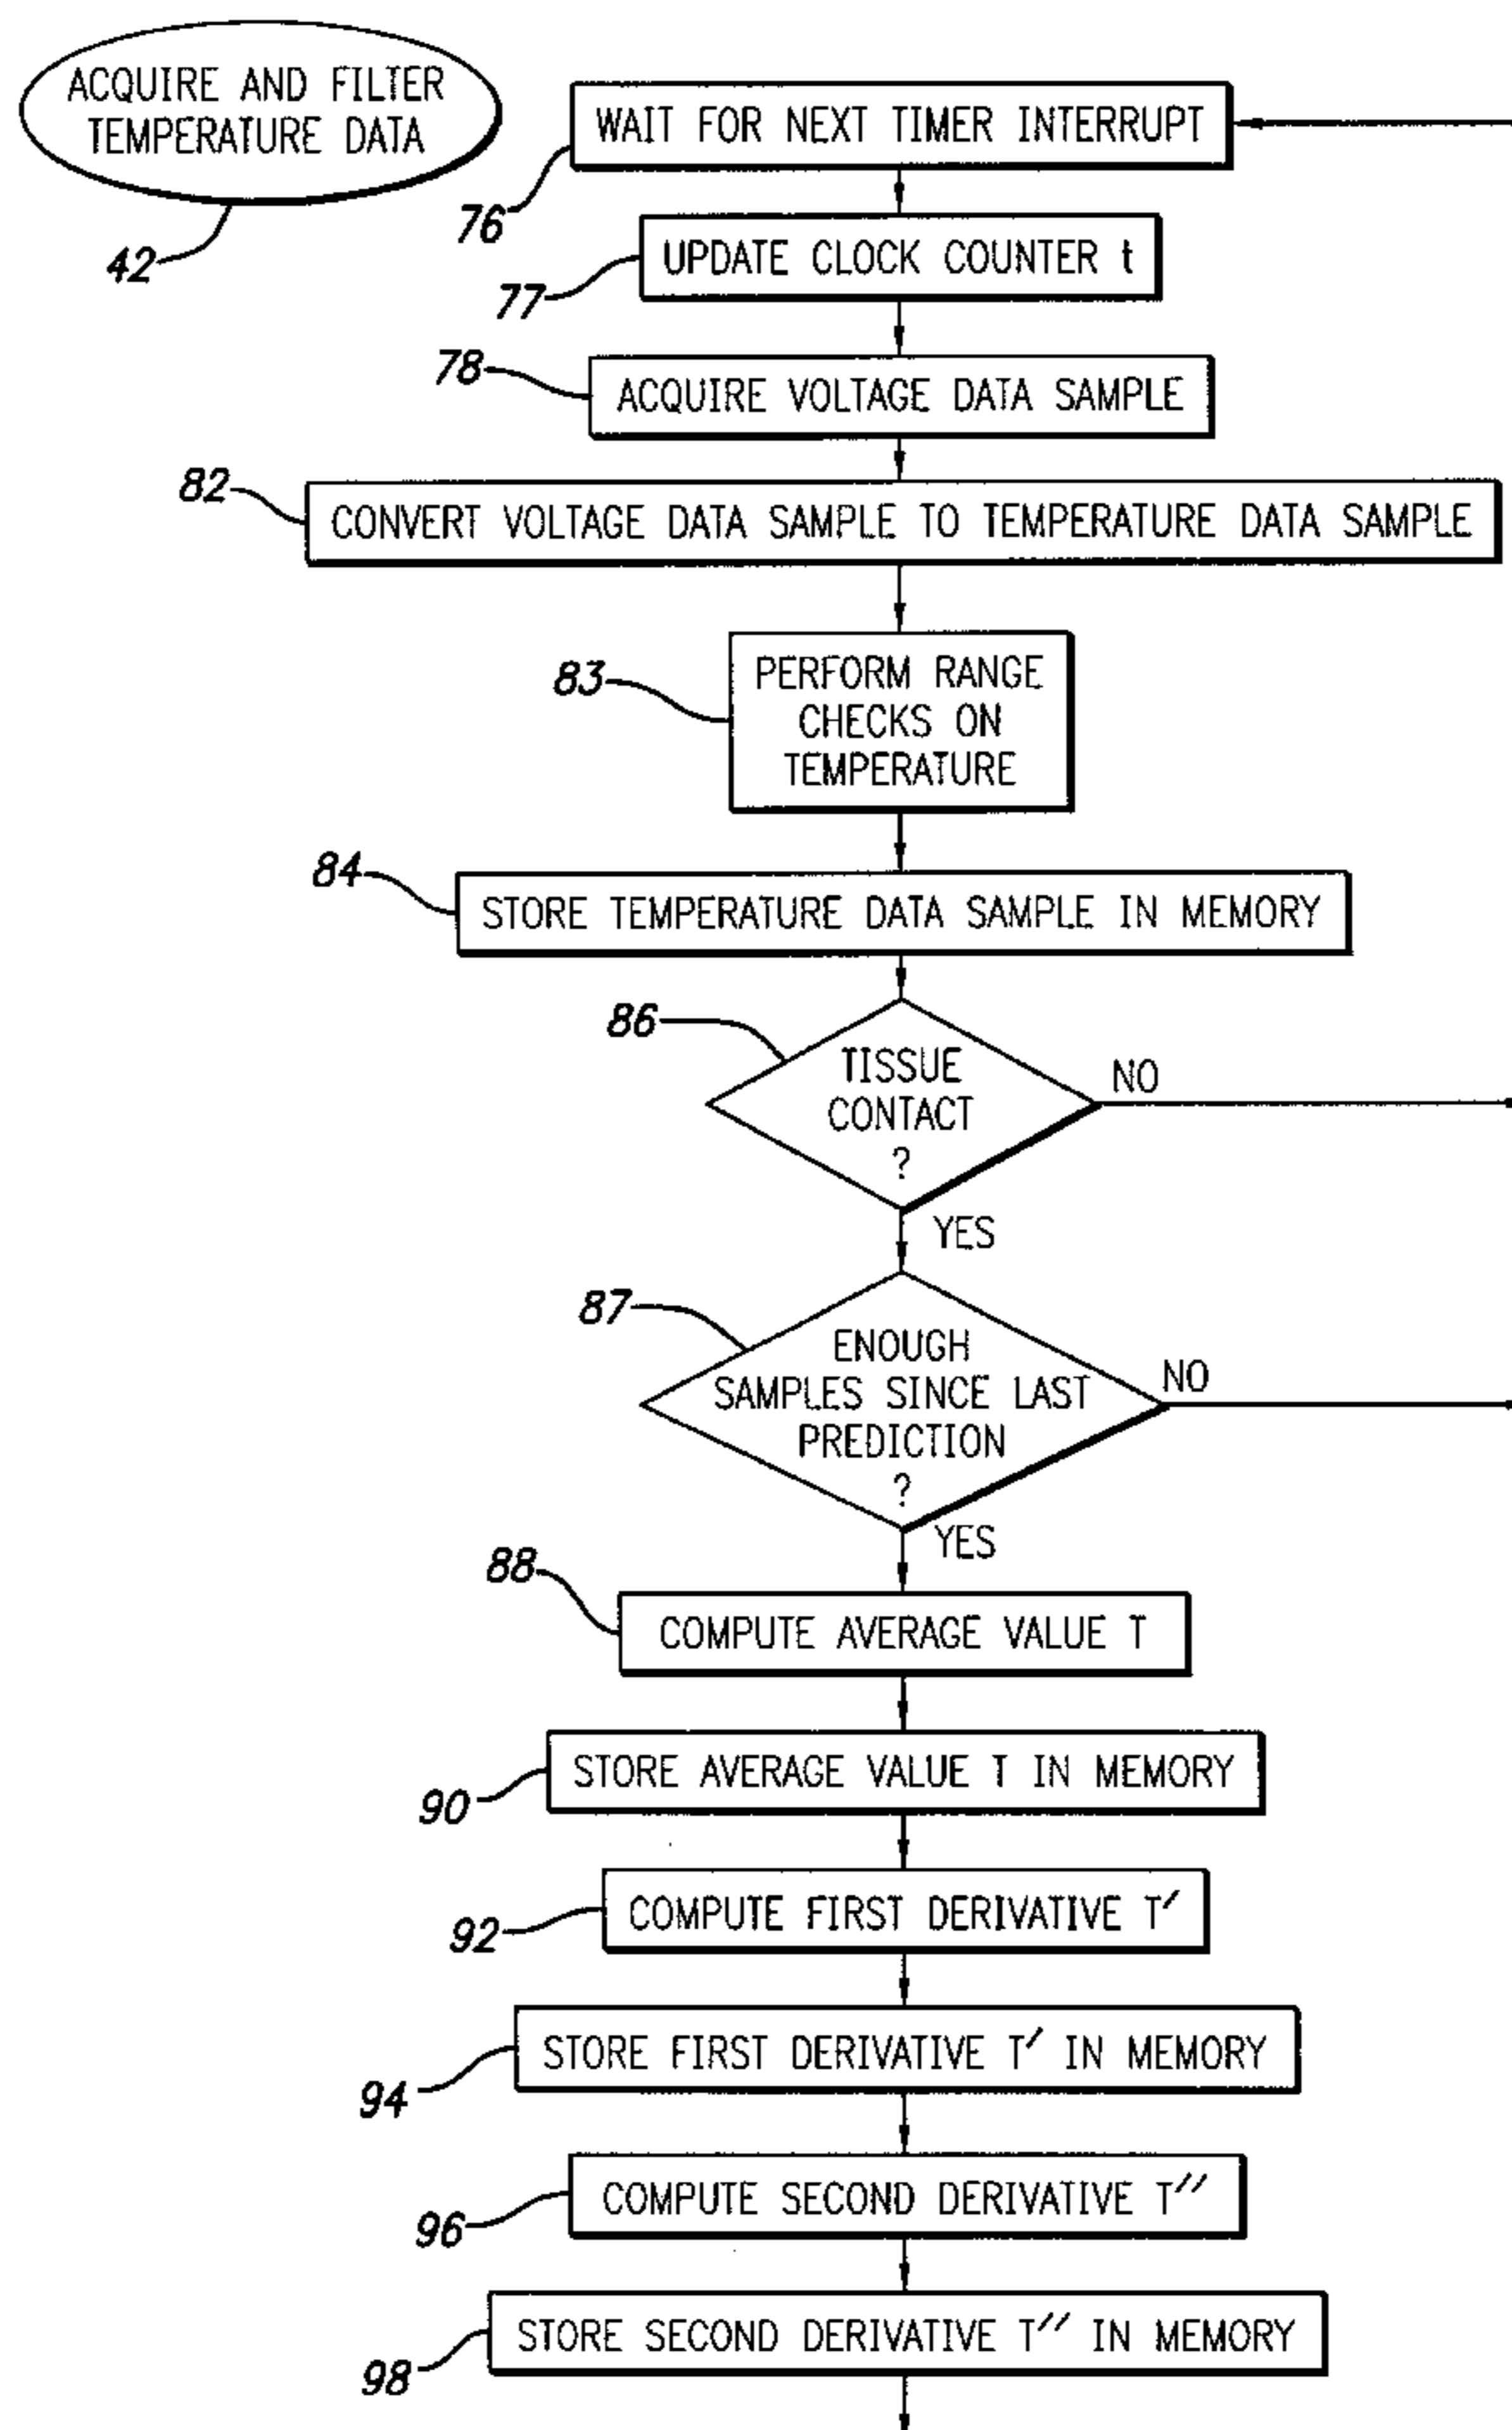 ACQUIRE AND FILTER
TEMPERATURE DATA
42
WAIT FOR NEXT TIMER INTERRUPT
76
UPDATE CLOCK COUNTER t
77
78
ACQUIRE VOLTAGE DATA SAMPLE
82
CONVERT VOLTAGE DATA SAMPLE TO TEMPERATURE DATA SAMPLE
83
PERFORM RANGE
CHECKS ON
TEMPERATURE
84
STORE TEMPERATURE DATA SAMPLE IN MEMORY
86
TISSUE
CONTACT
?
NO
YES
87
ENOUGH
SAMPLES SINCE LAST
PREDICTION
?
NO
YES
88
COMPUTE AVERAGE VALUE T
STORE AVERAGE VALUE T IN MEMORY
90
COMPUTE FIRST DERIVATIVE T′
92
STORE FIRST DERIVATIVE T′ IN MEMORY
94
COMPUTE SECOND DERIVATIVE T′′
96
STORE SECOND DERIVATIVE T′′ IN MEMORY
98